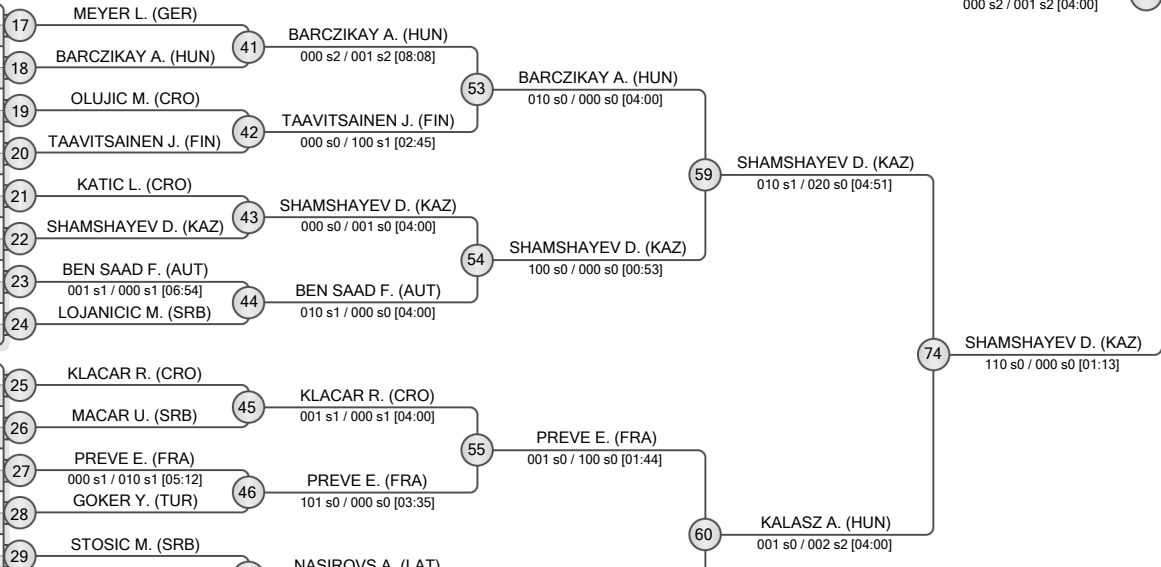 000 s2 / 001 s2 [04:00]
17
MEYER L. (GER)
18
BARCZIKAY A. (HUN)
41
BARCZIKAY A. (HUN)
000 s2 / 001 s2 [08:08]
19
OLUJIC M. (CRO)
20
TAAVITSAINEN J. (FIN)
42
TAAVITSAINEN J. (FIN)
000 s0 / 100 s1 [02:45]
53
BARCZIKAY A. (HUN)
010 s0 / 000 s0 [04:00]
21
KATIC L. (CRO)
22
SHAMSHAYEV D. (KAZ)
43
SHAMSHAYEV D. (KAZ)
000 s0 / 001 s0 [04:00]
23
BEN SAAD F. (AUT)
001 s1 / 000 s1 [06:54]
24
LOJANICIC M. (SRB)
44
BEN SAAD F. (AUT)
010 s1 / 000 s0 [04:00]
54
SHAMSHAYEV D. (KAZ)
100 s0 / 000 s0 [00:53]
59
SHAMSHAYEV D. (KAZ)
010 s1 / 020 s0 [04:51]
25
KLACAR R. (CRO)
26
MACAR U. (SRB)
45
KLACAR R. (CRO)
001 s1 / 000 s1 [04:00]
27
PREVE E. (FRA)
000 s1 / 010 s1 [05:12]
28
GOKER Y. (TUR)
46
PREVE E. (FRA)
101 s0 / 000 s0 [03:35]
55
PREVE E. (FRA)
001 s0 / 100 s0 [01:44]
29
STOSIC M. (SRB)
NASIROVS A. (LAT)
60
KALASZ A. (HUN)
001 s0 / 002 s2 [04:00]
74
SHAMSHAYEV D. (KAZ)
110 s0 / 000 s0 [01:13]